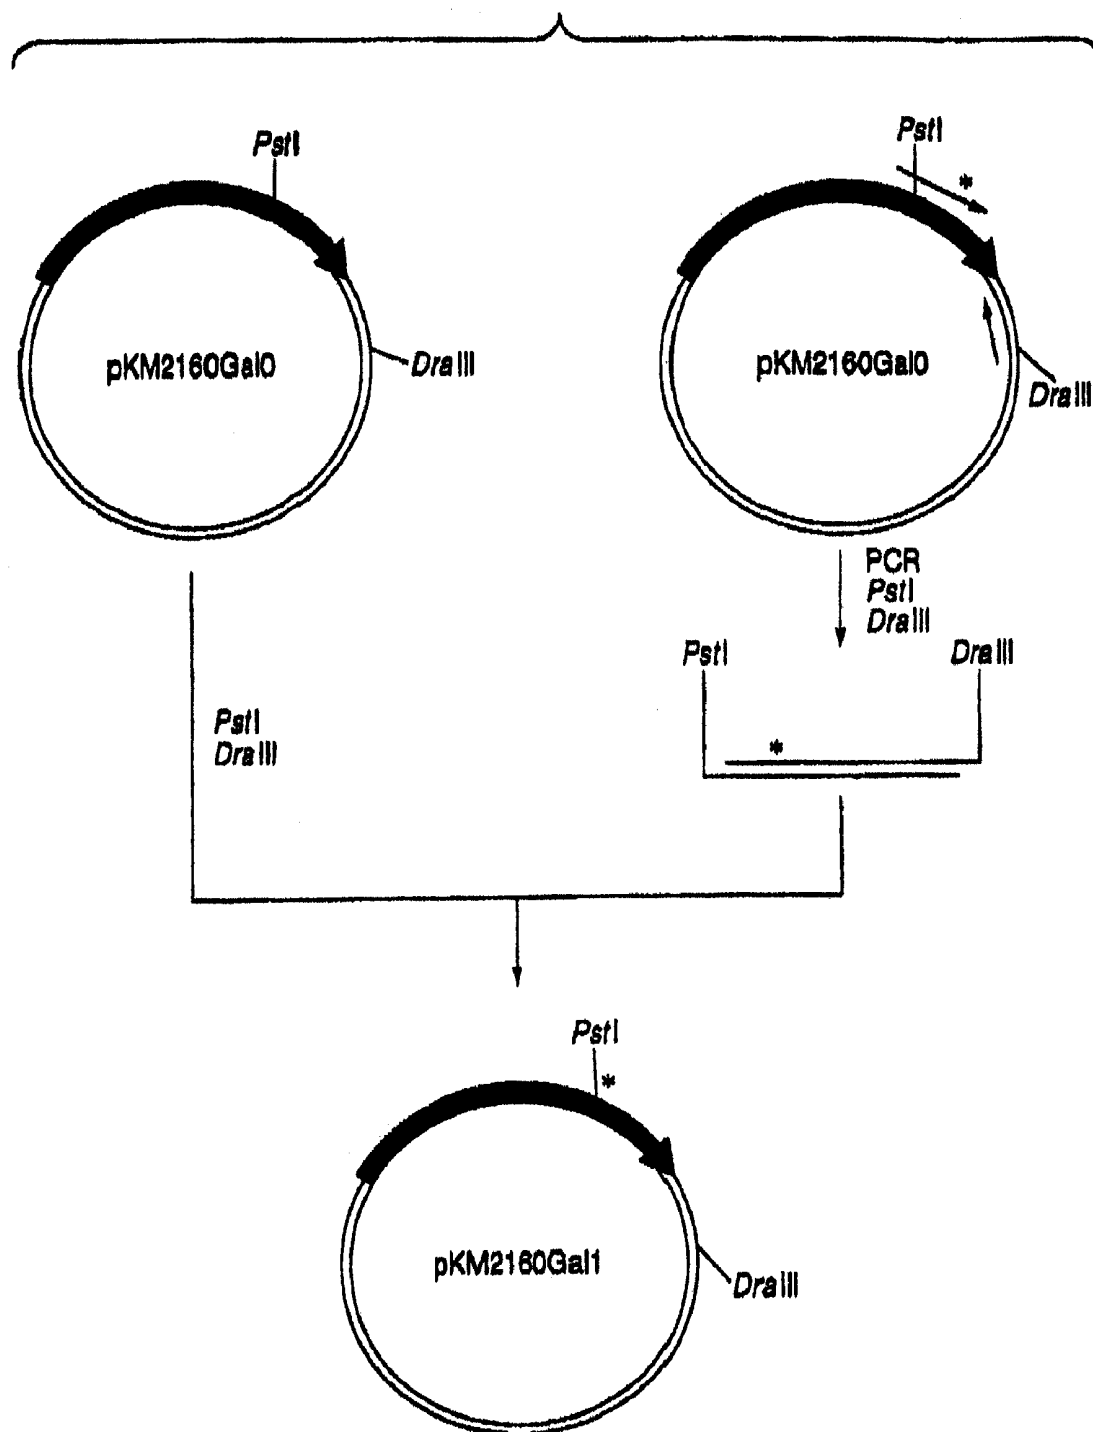 PstI
PstI
*
pKM2160Gal0
DraIII
pKM2160Gal0
DraIII
PCR
PstI
DraIII
PstI
DraIII
PstI
DraIII
*
PstI
*
pKM2160Gal1
DraIII